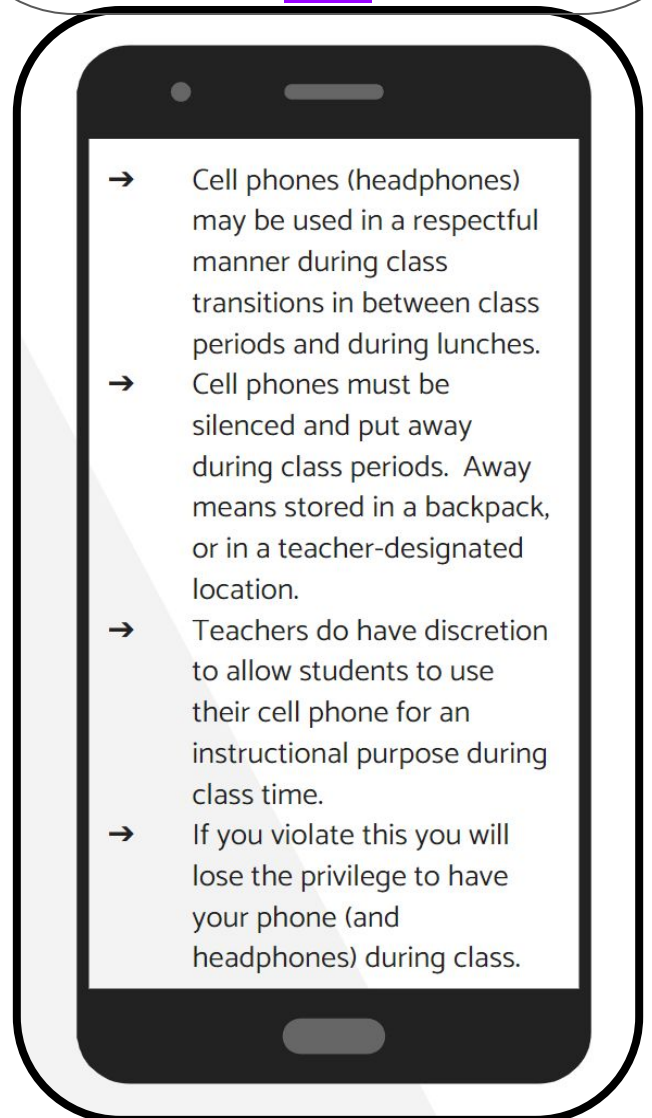 ➔ Cell phones (headphones)
may be used in a respectful
manner during class
transitions in between class
periods and during lunches.
➔ Cell phones must be
silenced and put away
during class periods.  Away
means stored in a backpack,
or in a teacher-designated
location.
➔ Teachers do have discretion
to allow students to use
their cell phone for an
instructional purpose during
class time.
➔ If you violate this you will
lose the privilege to have
your phone (and
headphones) during class.